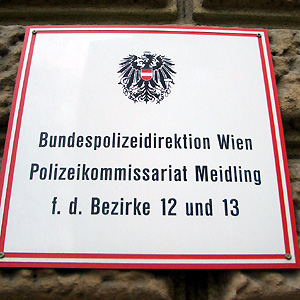 Bundespolizeidirektion Wien
Polizeikommissariat Meidling
f. d. Bezirke 12 und 13